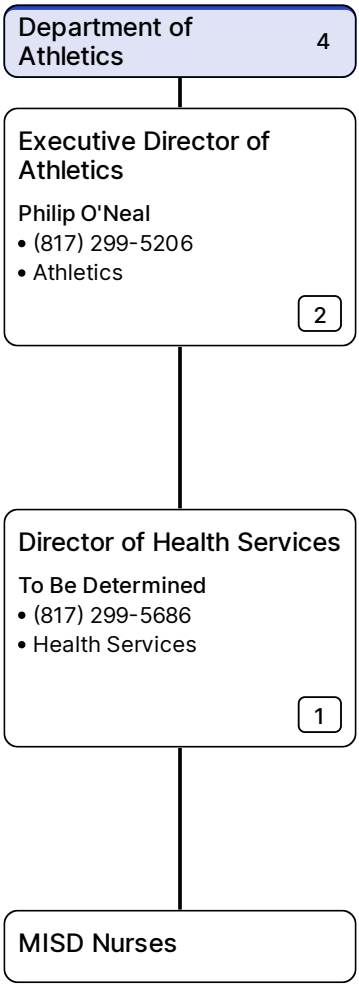 Department of
Athletics
4
Executive Director of
Athletics
Philip O'Neal
• (817) 299-5206
• Athletics
2
Director of Health Services
To Be Determined
• (817) 299-5686
• Health Services
1
MISD Nurses